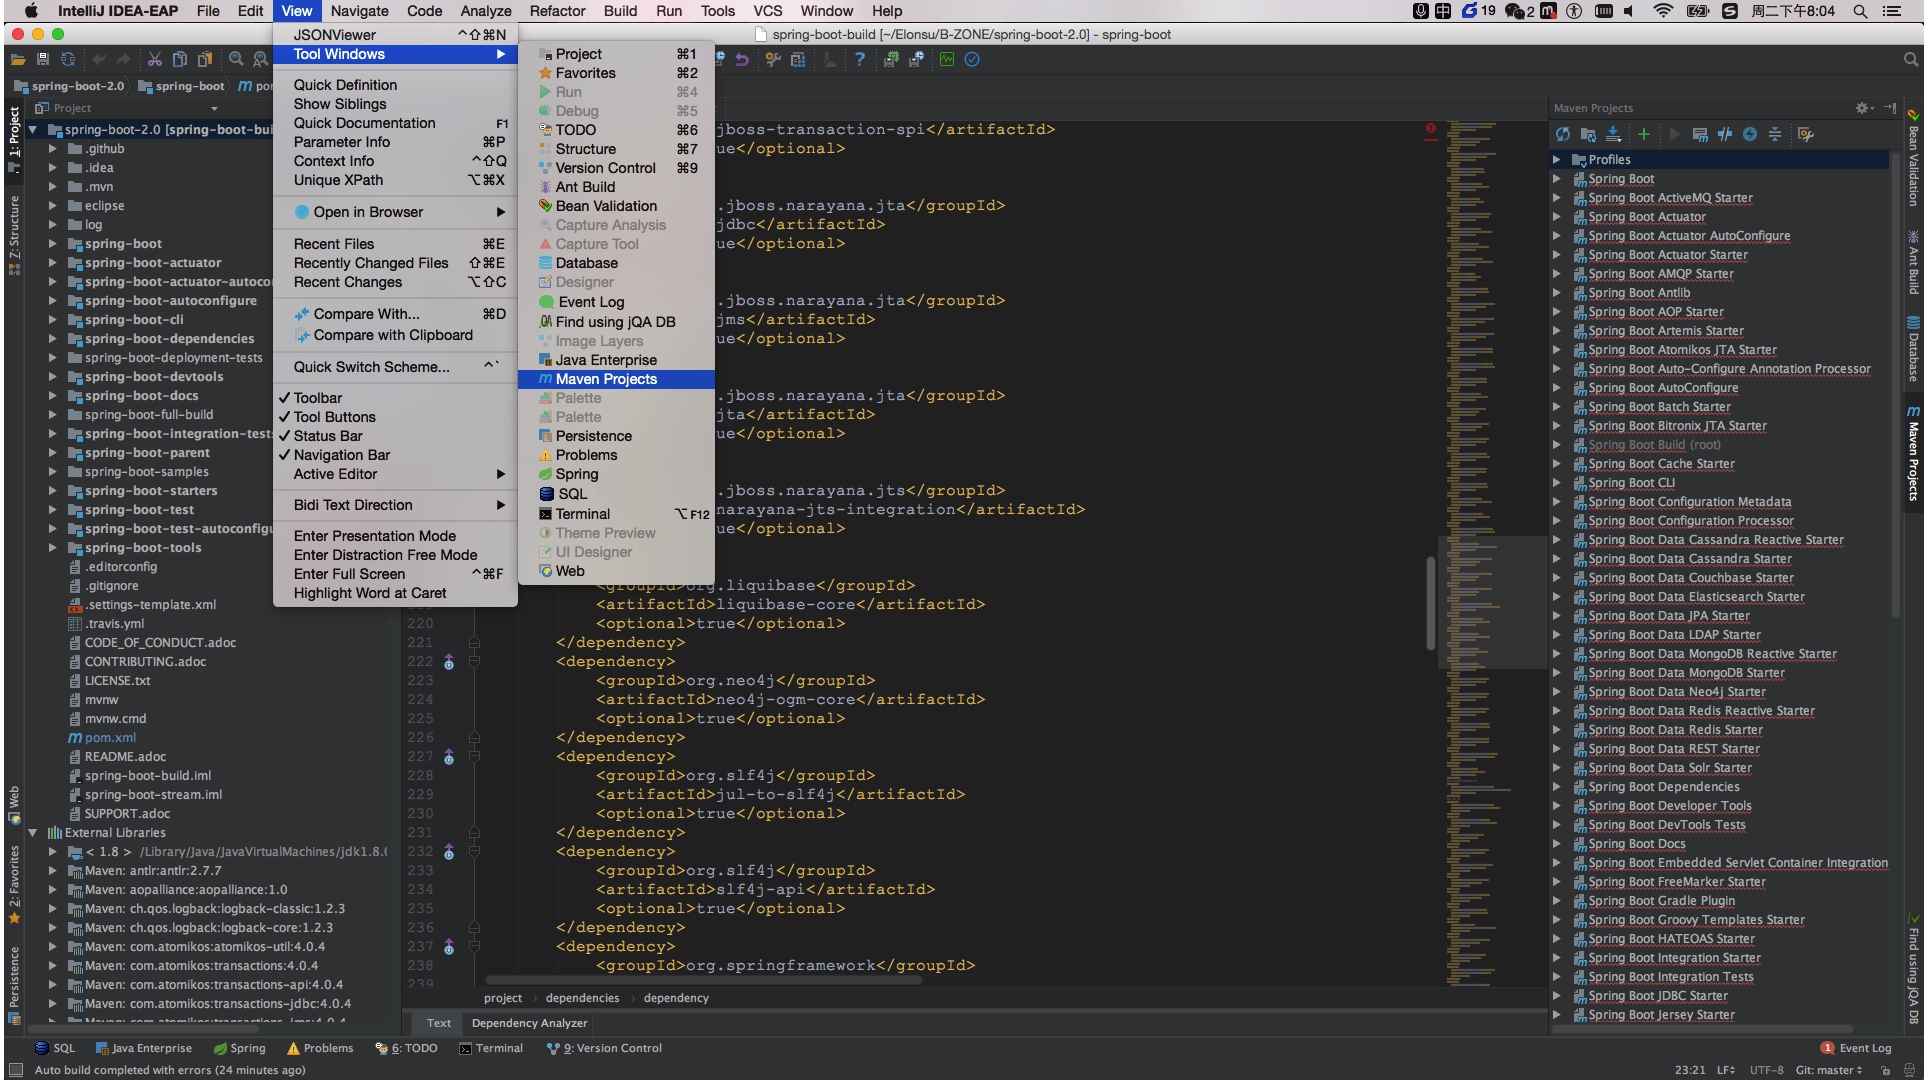 IntelliJ IDEA-EAP File Edit View Navigate Code Analyze Refactor Build Run Tools VCS Window Help 中 19 2 周二下午8:04
spring-boot-build [~/Elonsu/B-ZONE/spring-boot-2.0] - spring-boot
spring-boot-2.0 spring-boot
Project
1: Project
Z: Structure
Web
2: Favorites
Persistence
spring-boot-2.0 [spring-boot-bui
.github
.idea
.mvn
eclipse
log
spring-boot
spring-boot-actuator
spring-boot-actuator-autoco
spring-boot-autoconfigure
spring-boot-cli
spring-boot-dependencies
spring-boot-deployment-tests
spring-boot-devtools
spring-boot-docs
spring-boot-full-build
spring-boot-integration-tests
spring-boot-parent
spring-boot-samples
spring-boot-starters
spring-boot-test
spring-boot-test-autoconfigu
spring-boot-tools
.editorconfig
.gitignore
.settings-template.xml
.travis.yml
CODE_OF_CONDUCT.adoc
CONTRIBUTING.adoc
LICENSE.txt
mvnw
mvnw.cmd
pom.xml
README.adoc
spring-boot-build.iml
spring-boot-stream.iml
SUPPORT.adoc
External Libraries
< 1.8 > /Library/Java/JavaVirtualMachines/jdk1.8.0
Maven: antlr:antlr:2.7.7
Maven: aopalliance:aopalliance:1.0
Maven: ch.qos.logback:logback-classic:1.2.3
Maven: ch.qos.logback:logback-core:1.2.3
Maven: com.atomikos:atomikos-util:4.0.4
Maven: com.atomikos:transactions:4.0.4
Maven: com.atomikos:transactions-api:4.0.4
Maven: com.atomikos:transactions-jdbc:4.0.4
JSONViewer ⌃⇧⌘N
Tool Windows
Quick Definition
Show Siblings
Quick Documentation F1
Parameter Info ⌘P
Context Info ⌃⇧Q
Unique XPath ⌥⌘X
Open in Browser
Recent Files ⌘E
Recently Changed Files ⇧⌘E
Recent Changes ⌥⇧C
Compare With... ⌘D
Compare with Clipboard
Quick Switch Scheme... ⌃`
✓ Toolbar
✓ Tool Buttons
✓ Status Bar
✓ Navigation Bar
Active Editor
Bidi Text Direction
Enter Presentation Mode
Enter Distraction Free Mode
Enter Full Screen ⌃⌘F
Highlight Word at Caret
Project ⌘1
Favorites ⌘2
Run ⌘4
Debug ⌘5
TODO ⌘6
Structure ⌘7
Version Control ⌘9
Ant Build
Bean Validation
Capture Analysis
Capture Tool
Database
Designer
Event Log
Find using jQA DB
Image Layers
Java Enterprise
Maven Projects
Palette
Palette
Persistence
Problems
Spring
SQL
Terminal ⌥F12
Theme Preview
UI Designer
Web
jboss-transaction-spi</artifactId>
ue</optional>
.jboss.narayana.jta</groupId>
jdbc</artifactId>
ue</optional>
.jboss.narayana.jta</groupId>
jms</artifactId>
ue</optional>
.jboss.narayana.jta</groupId>
jta</artifactId>
ue</optional>
.jboss.narayana.jts</groupId>
narayana-jts-integration</artifactId>
ue</optional>
<groupId>org.liquibase</groupId>
<artifactId>liquibase-core</artifactId>
220 <optional>true</optional>
221 </dependency>
222 <dependency>
223 <groupId>org.neo4j</groupId>
224 <artifactId>neo4j-ogm-core</artifactId>
225 <optional>true</optional>
226 </dependency>
227 <dependency>
228 <groupId>org.slf4j</groupId>
229 <artifactId>jul-to-slf4j</artifactId>
230 <optional>true</optional>
231 </dependency>
232 <dependency>
233 <groupId>org.slf4j</groupId>
234 <artifactId>slf4j-api</artifactId>
235 <optional>true</optional>
236 </dependency>
237 <dependency>
238 <groupId>org.springframework</groupId>
239
project dependencies dependency
Text Dependency Analyzer
Maven Projects
Profiles
Spring Boot
Spring Boot ActiveMQ Starter
Spring Boot Actuator
Spring Boot Actuator AutoConfigure
Spring Boot Actuator Starter
Spring Boot AMQP Starter
Spring Boot Antlib
Spring Boot AOP Starter
Spring Boot Artemis Starter
Spring Boot Atomikos JTA Starter
Spring Boot Auto-Configure Annotation Processor
Spring Boot AutoConfigure
Spring Boot Batch Starter
Spring Boot Bitronix JTA Starter
Spring Boot Build (root)
Spring Boot Cache Starter
Spring Boot CLI
Spring Boot Configuration Metadata
Spring Boot Configuration Processor
Spring Boot Data Cassandra Reactive Starter
Spring Boot Data Cassandra Starter
Spring Boot Data Couchbase Starter
Spring Boot Data Elasticsearch Starter
Spring Boot Data JPA Starter
Spring Boot Data LDAP Starter
Spring Boot Data MongoDB Reactive Starter
Spring Boot Data MongoDB Starter
Spring Boot Data Neo4j Starter
Spring Boot Data Redis Reactive Starter
Spring Boot Data Redis Starter
Spring Boot Data REST Starter
Spring Boot Data Solr Starter
Spring Boot Dependencies
Spring Boot Developer Tools
Spring Boot DevTools Tests
Spring Boot Docs
Spring Boot Embedded Servlet Container Integration
Spring Boot FreeMarker Starter
Spring Boot Gradle Plugin
Spring Boot Groovy Templates Starter
Spring Boot HATEOAS Starter
Spring Boot Integration Starter
Spring Boot Integration Tests
Spring Boot JDBC Starter
Spring Boot Jersey Starter
Bean Validation
Ant Build
Database
Maven Projects
Find using jQA DB
SQL Java Enterprise Spring Problems 6: TODO Terminal 9: Version Control 1 Event Log
Auto build completed with errors (24 minutes ago) 23:21 LF UTF-8 Git: master